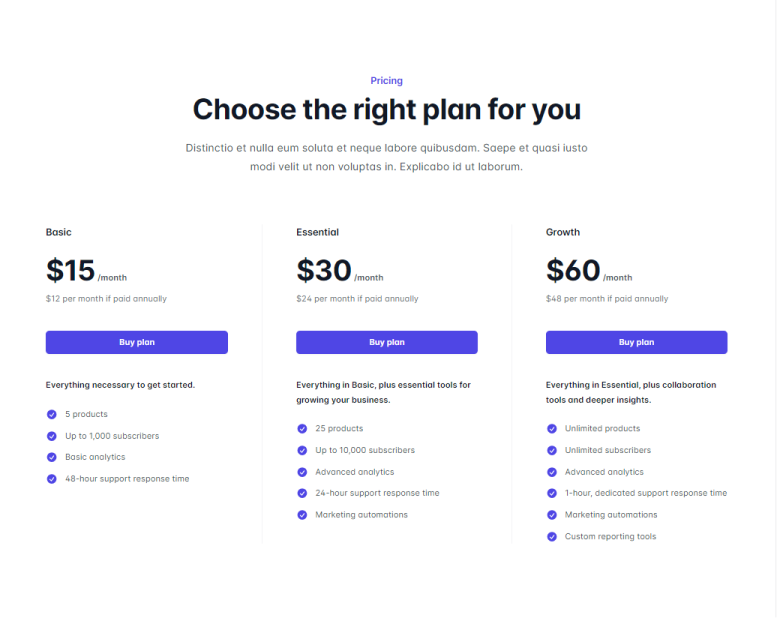 Pricing
Choose the right plan for you
Distinctio et nulla eum soluta et neque labore quibusdam. Saepe et quasi iusto
modi velit ut non voluptas in. Explicabo id ut laborum.
Basic
$15 /month
$12 per month if paid annually
Buy plan
Everything necessary to get started.
5 products
Up to 1,000 subscribers
Basic analytics
48-hour support response time
Essential
$30 /month
$24 per month if paid annually
Buy plan
Everything in Basic, plus essential tools for
growing your business.
25 products
Up to 10,000 subscribers
Advanced analytics
24-hour support response time
Marketing automations
Growth
$60 /month
$48 per month if paid annually
Buy plan
Everything in Essential, plus collaboration
tools and deeper insights.
Unlimited products
Unlimited subscribers
Advanced analytics
1-hour, dedicated support response time
Marketing automations
Custom reporting tools